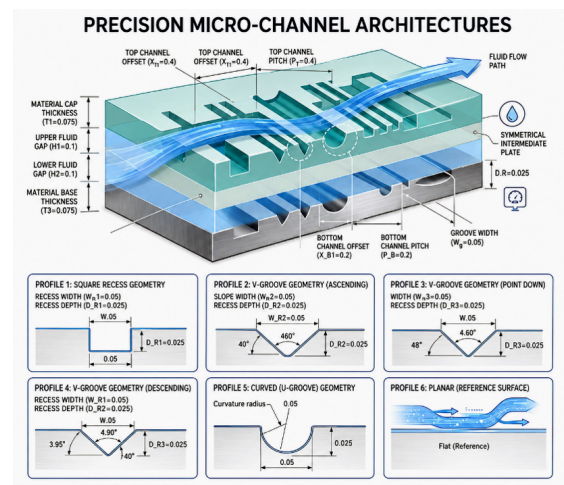 PRECISION MICRO-CHANNEL ARCHITECTURES
TOP CHANNEL
OFFSET (X_T1=0.4)
TOP CHANNEL
OFFSET (X_T1=0.4)
TOP CHANNEL
PITCH (P_T=0.4)
FLUID FLOW
PATH
MATERIAL CAP
THICKNESS
(T1=0.075)
UPPER FLUID
GAP (H1=0.1)
LOWER FLUID
GAP (H2=0.1)
MATERIAL BASE
THICKNESS
(T3=0.075)
SYMMETRICAL
INTERMEDIATE
PLATE
D.R=0.025
GROOVE WIDTH
(W_g=0.05)
BOTTOM
CHANNEL OFFSET
(X_B1=0.2)
BOTTOM
CHANNEL PITCH
(P_B=0.2)
PROFILE 1: SQUARE RECESS GEOMETRY
RECESS WIDTH (W_R1=0.05)
RECESS DEPTH (D_R1=0.025)
W.05
D_R1=0.025
0.05
PROFILE 2: V-GROOVE GEOMETRY (ASCENDING)
SLOPE WIDTH (W_R2=0.05)
RECESS DEPTH (D_R2=0.025)
W_R2=0.05
40°
460°
D_R2=0.025
PROFILE 3: V-GROOVE GEOMETRY (POINT DOWN)
WIDTH (W_R3=0.05)
RECESS DEPTH (D_R3=0.025)
W.05
48°
4.60°
D_R3=0.025
PROFILE 4: V-GROOVE GEOMETRY (DESCENDING)
RECESS WIDTH (W_R1=0.05)
RECESS DEPTH (D_R2=0.025)
W.05
3.95°
4.90°
40°
D_R3=0.025
PROFILE 5: CURVED (U-GROOVE) GEOMETRY
Curvature radius
0.05
0.025
0.05
PROFILE 6: PLANAR (REFERENCE SURFACE)
Flat (Reference)